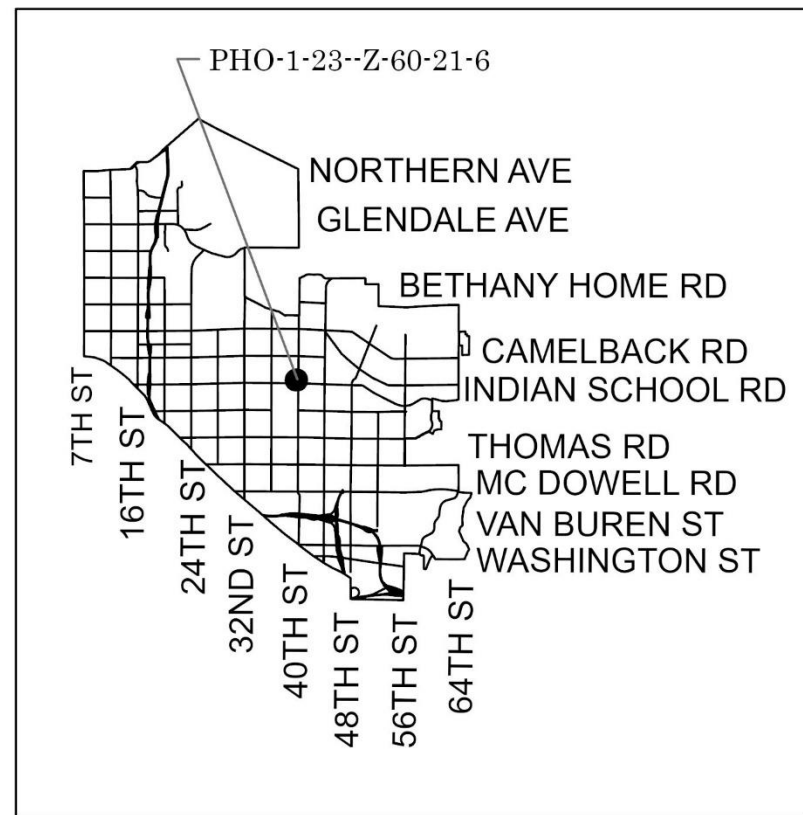 PHO-1-23--Z-60-21-6
NORTHERN AVE
GLENDALE AVE
BETHANY HOME RD
CAMELBACK RD
INDIAN SCHOOL RD
THOMAS RD
MC DOWELL RD
VAN BUREN ST
WASHINGTON ST
7TH ST
16TH ST
24TH ST
32ND ST
40TH ST
48TH ST
56TH ST
64TH ST